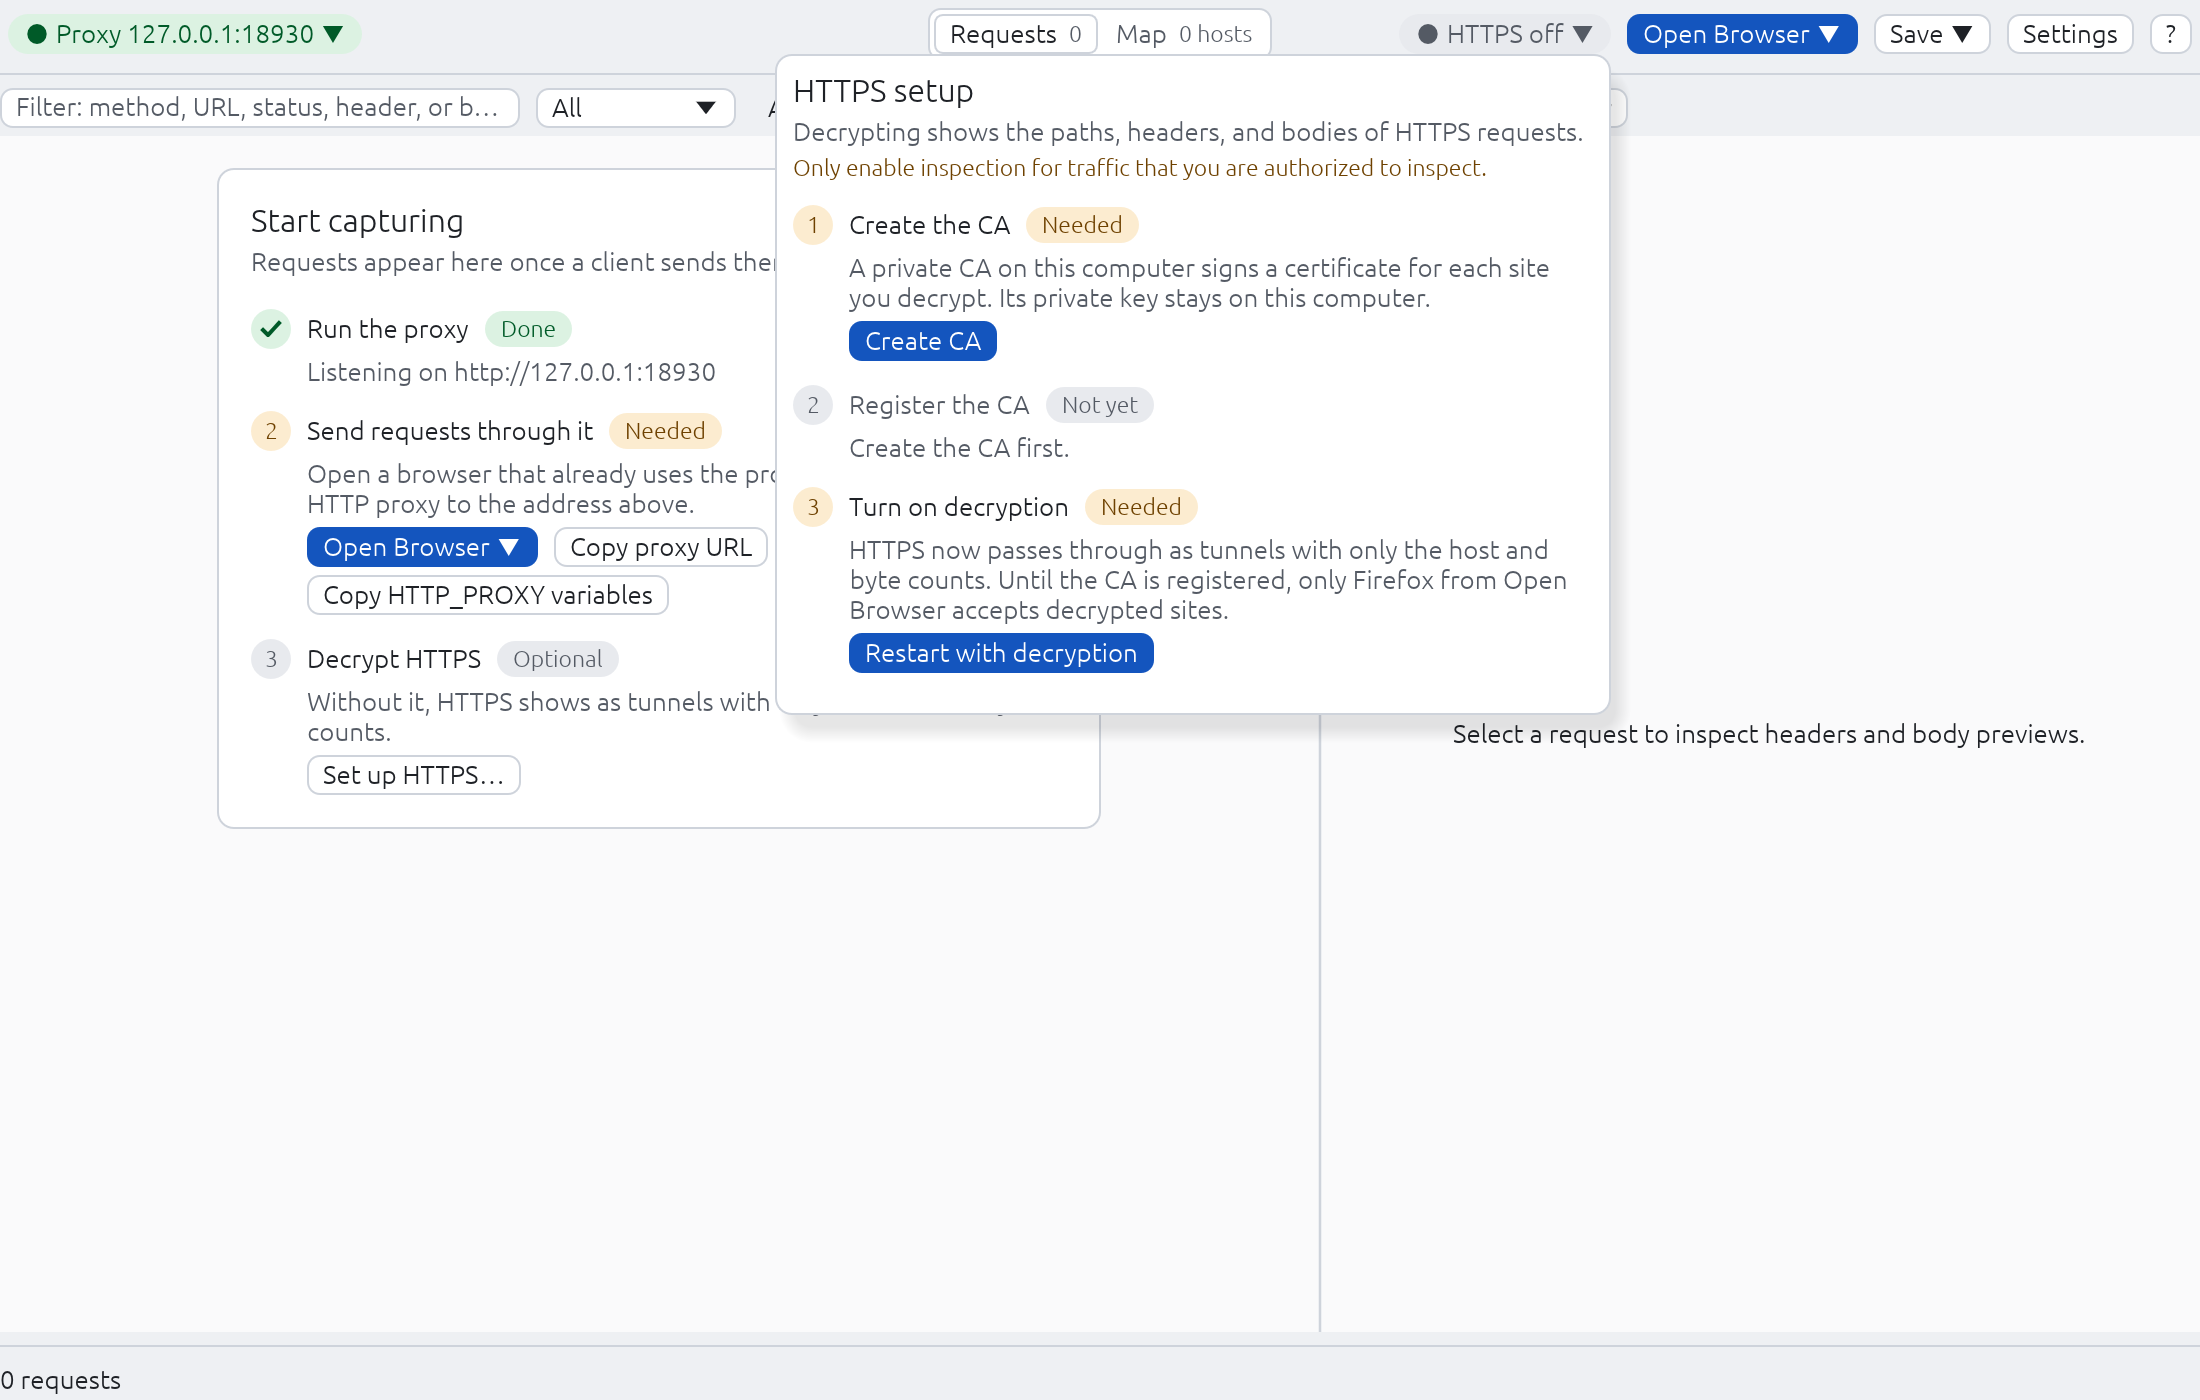 Proxy 127.0.0.1:18930 ▼
Requests 0
Map 0 hosts
HTTPS off ▼
Open Browser ▼
Save ▼
Settings
?
Filter: method, URL, status, header, or b…
All
HTTPS setup
Decrypting shows the paths, headers, and bodies of HTTPS requests.
Only enable inspection for traffic that you are authorized to inspect.
1 Create the CA Needed
A private CA on this computer signs a certificate for each site
you decrypt. Its private key stays on this computer.
Create CA
2 Register the CA Not yet
Create the CA first.
3 Turn on decryption Needed
HTTPS now passes through as tunnels with only the host and
byte counts. Until the CA is registered, only Firefox from Open
Browser accepts decrypted sites.
Restart with decryption
Start capturing
Requests appear here once a client sends
Run the proxy Done
Listening on http://127.0.0.1:18930
2 Send requests through it Needed
Open a browser that already uses the
HTTP proxy to the address above.
Open Browser ▼
Copy proxy URL
Copy HTTP_PROXY variables
3 Decrypt HTTPS Optional
Without it, HTTPS shows as tunnels with
counts.
Set up HTTPS…
Select a request to inspect headers and body previews.
0 requests